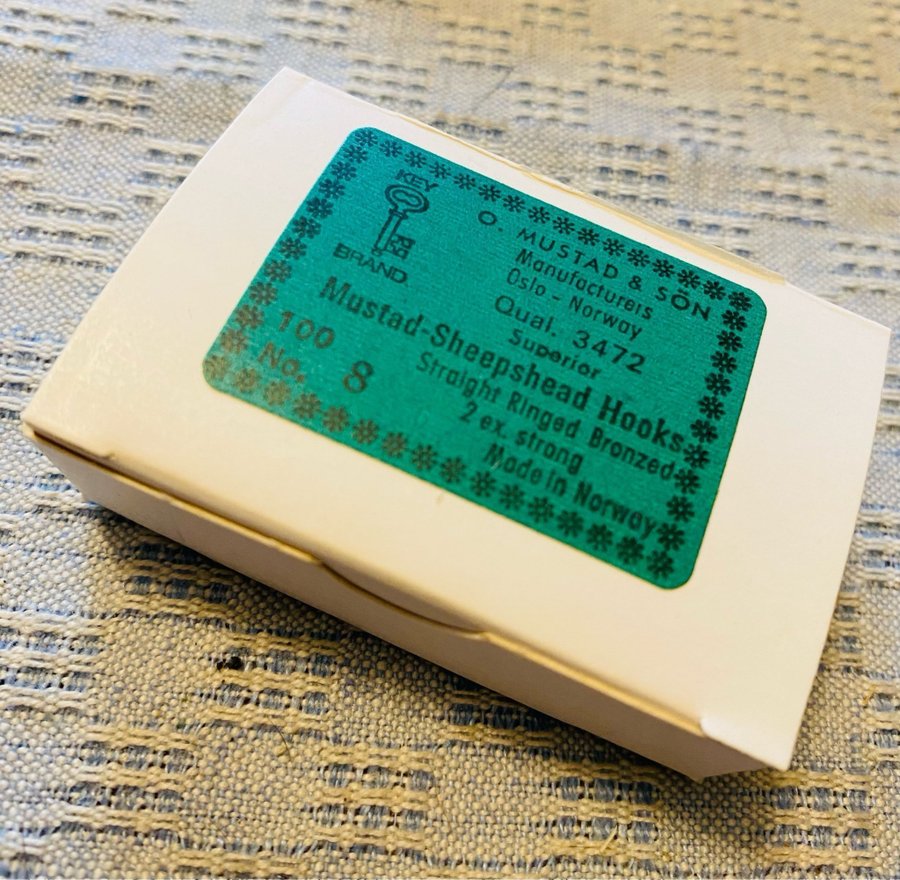 KEY
BRAND
O. MUSTAD & SÖN
Manufacturers
Oslo - Norway
Qual. 3472
Superior
Mustad-Sheepshead Hooks
100
Straight Ringed Bronzed
No. 8
2 ex. strong
Made in Norway